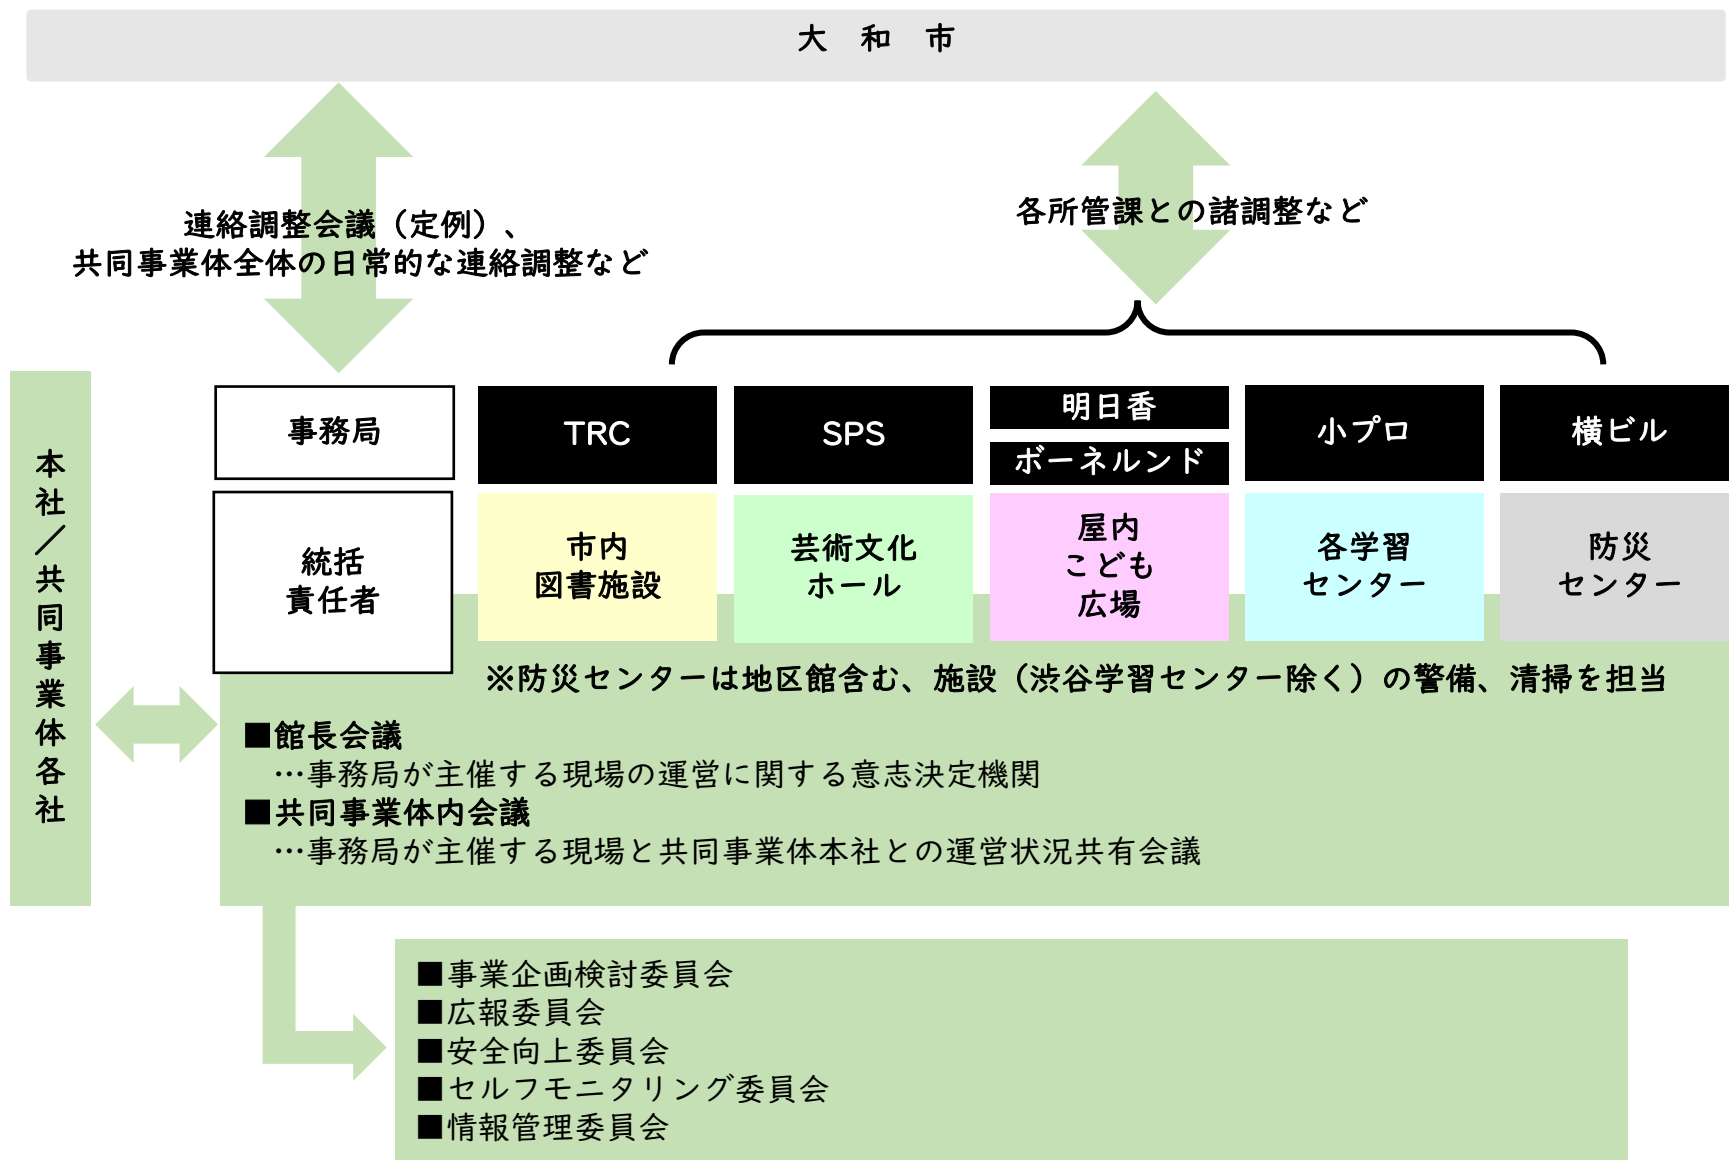 大　和　市
連絡調整会議（定例）、
共同事業体全体の日常的な連絡調整など
各所管課との諸調整など
本社／共同事業体各社
事務局
統括
責任者
TRC
市内
図書施設
SPS
芸術文化
ホール
明日香
ボーネルンド
屋内
こども
広場
小プロ
各学習
センター
横ビル
防災
センター
※防災センターは地区館含む、施設（渋谷学習センター除く）の警備、清掃を担当
■館長会議
…事務局が主催する現場の運営に関する意志決定機関
■共同事業体内会議
…事務局が主催する現場と共同事業体本社との運営状況共有会議
■事業企画検討委員会
■広報委員会
■安全向上委員会
■セルフモニタリング委員会
■情報管理委員会